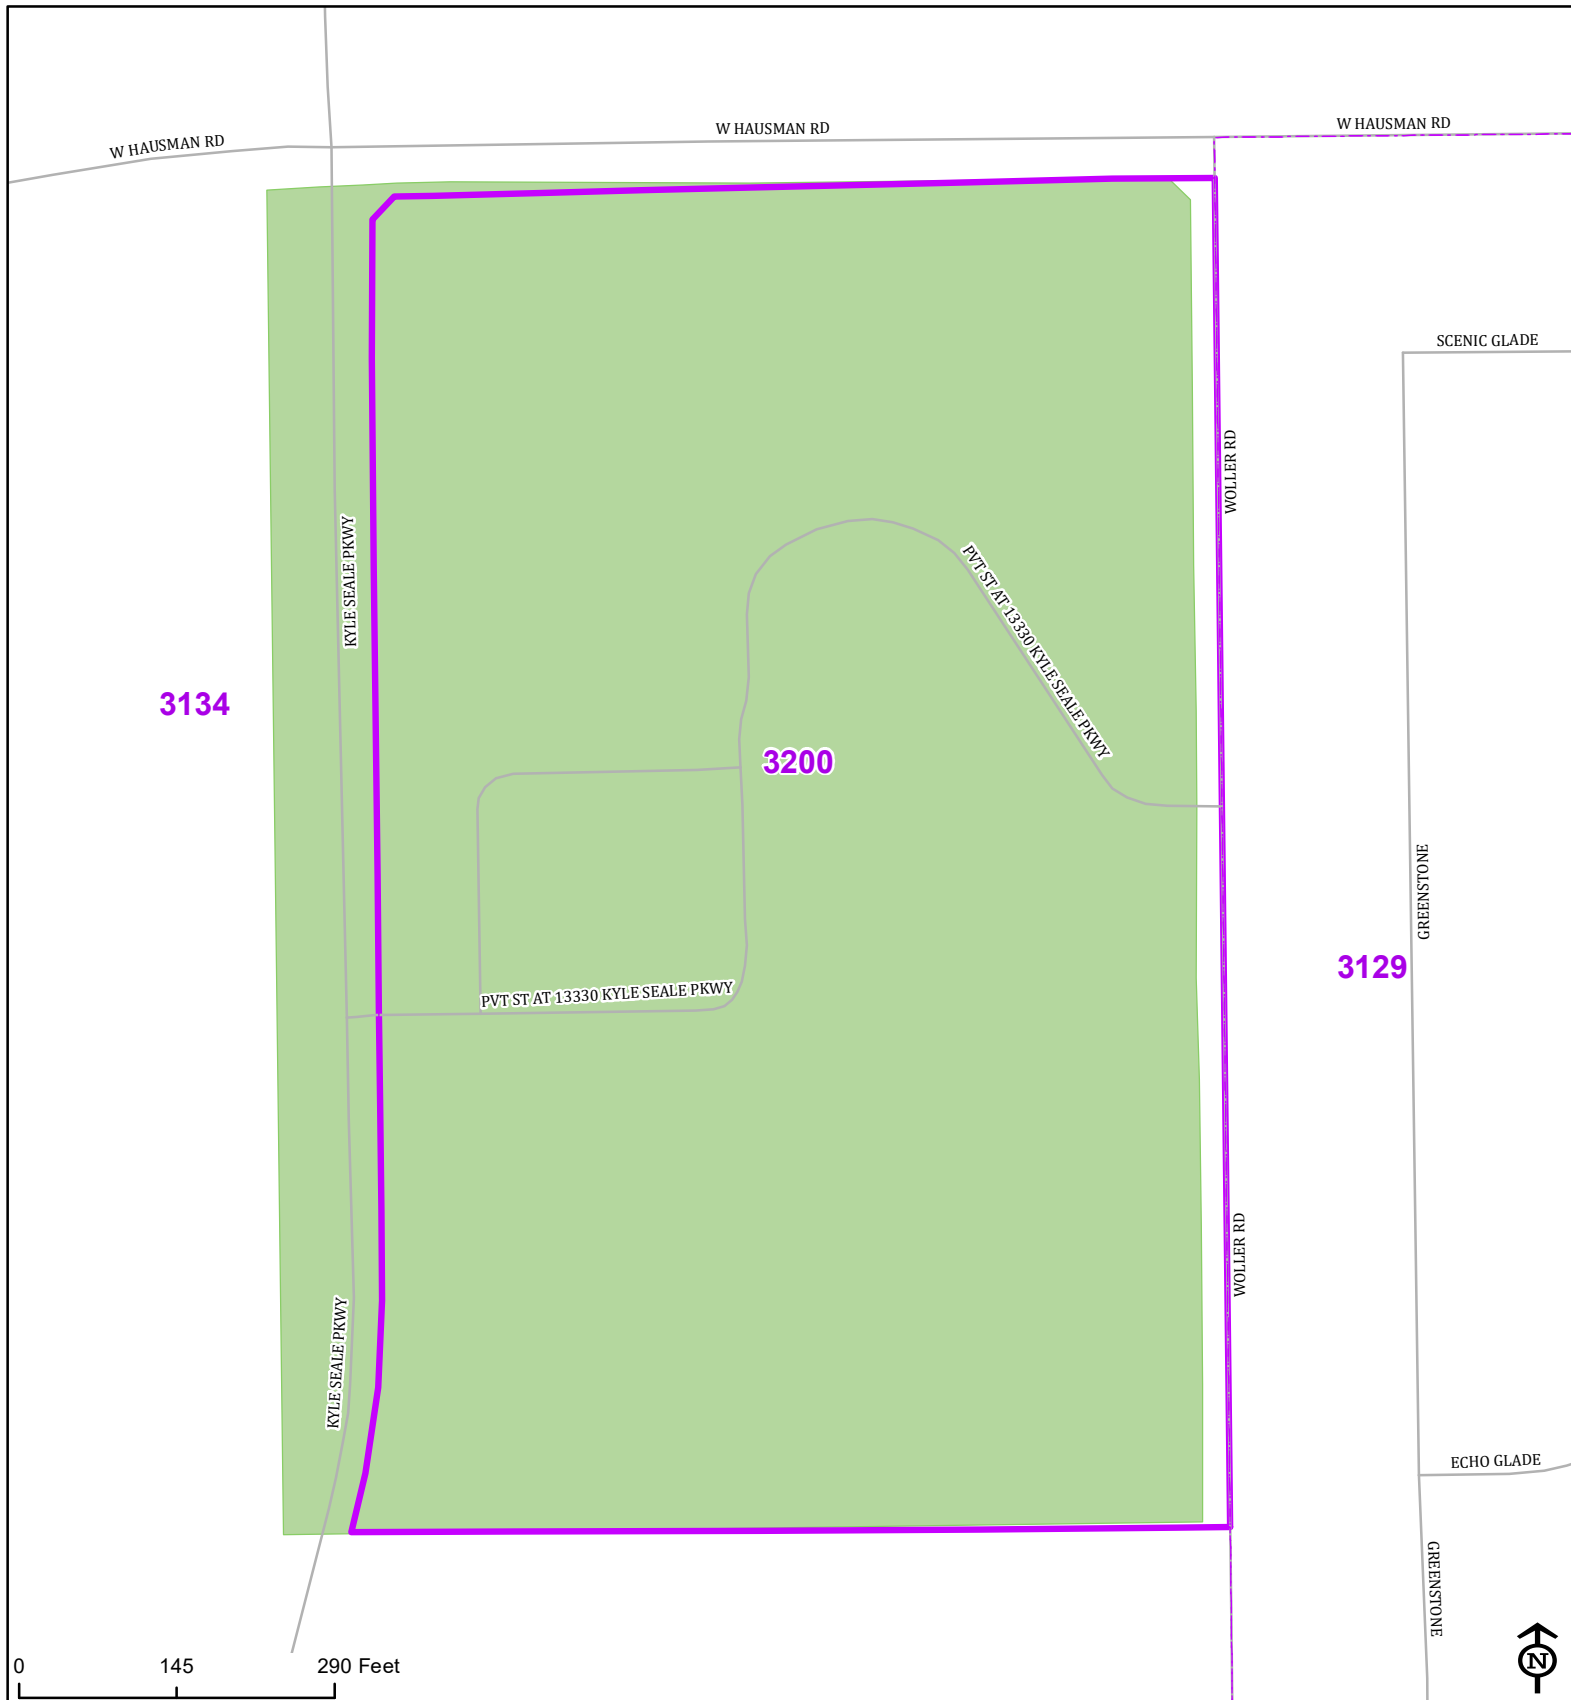 W HAUSMAN RD
W HAUSMAN RD
W HAUSMAN RD
SCENIC GLADE
WOLLER RD
KYLE SEALE PKWY
PVT ST AT 13330 KYLE SEALE PKWY
3134
3200
GREENSTONE
3129
PVT ST AT 13330 KYLE SEALE PKWY
WOLLER RD
KYLE SEALE PKWY
ECHO GLADE
GREENSTONE
0 145 290 Feet
N